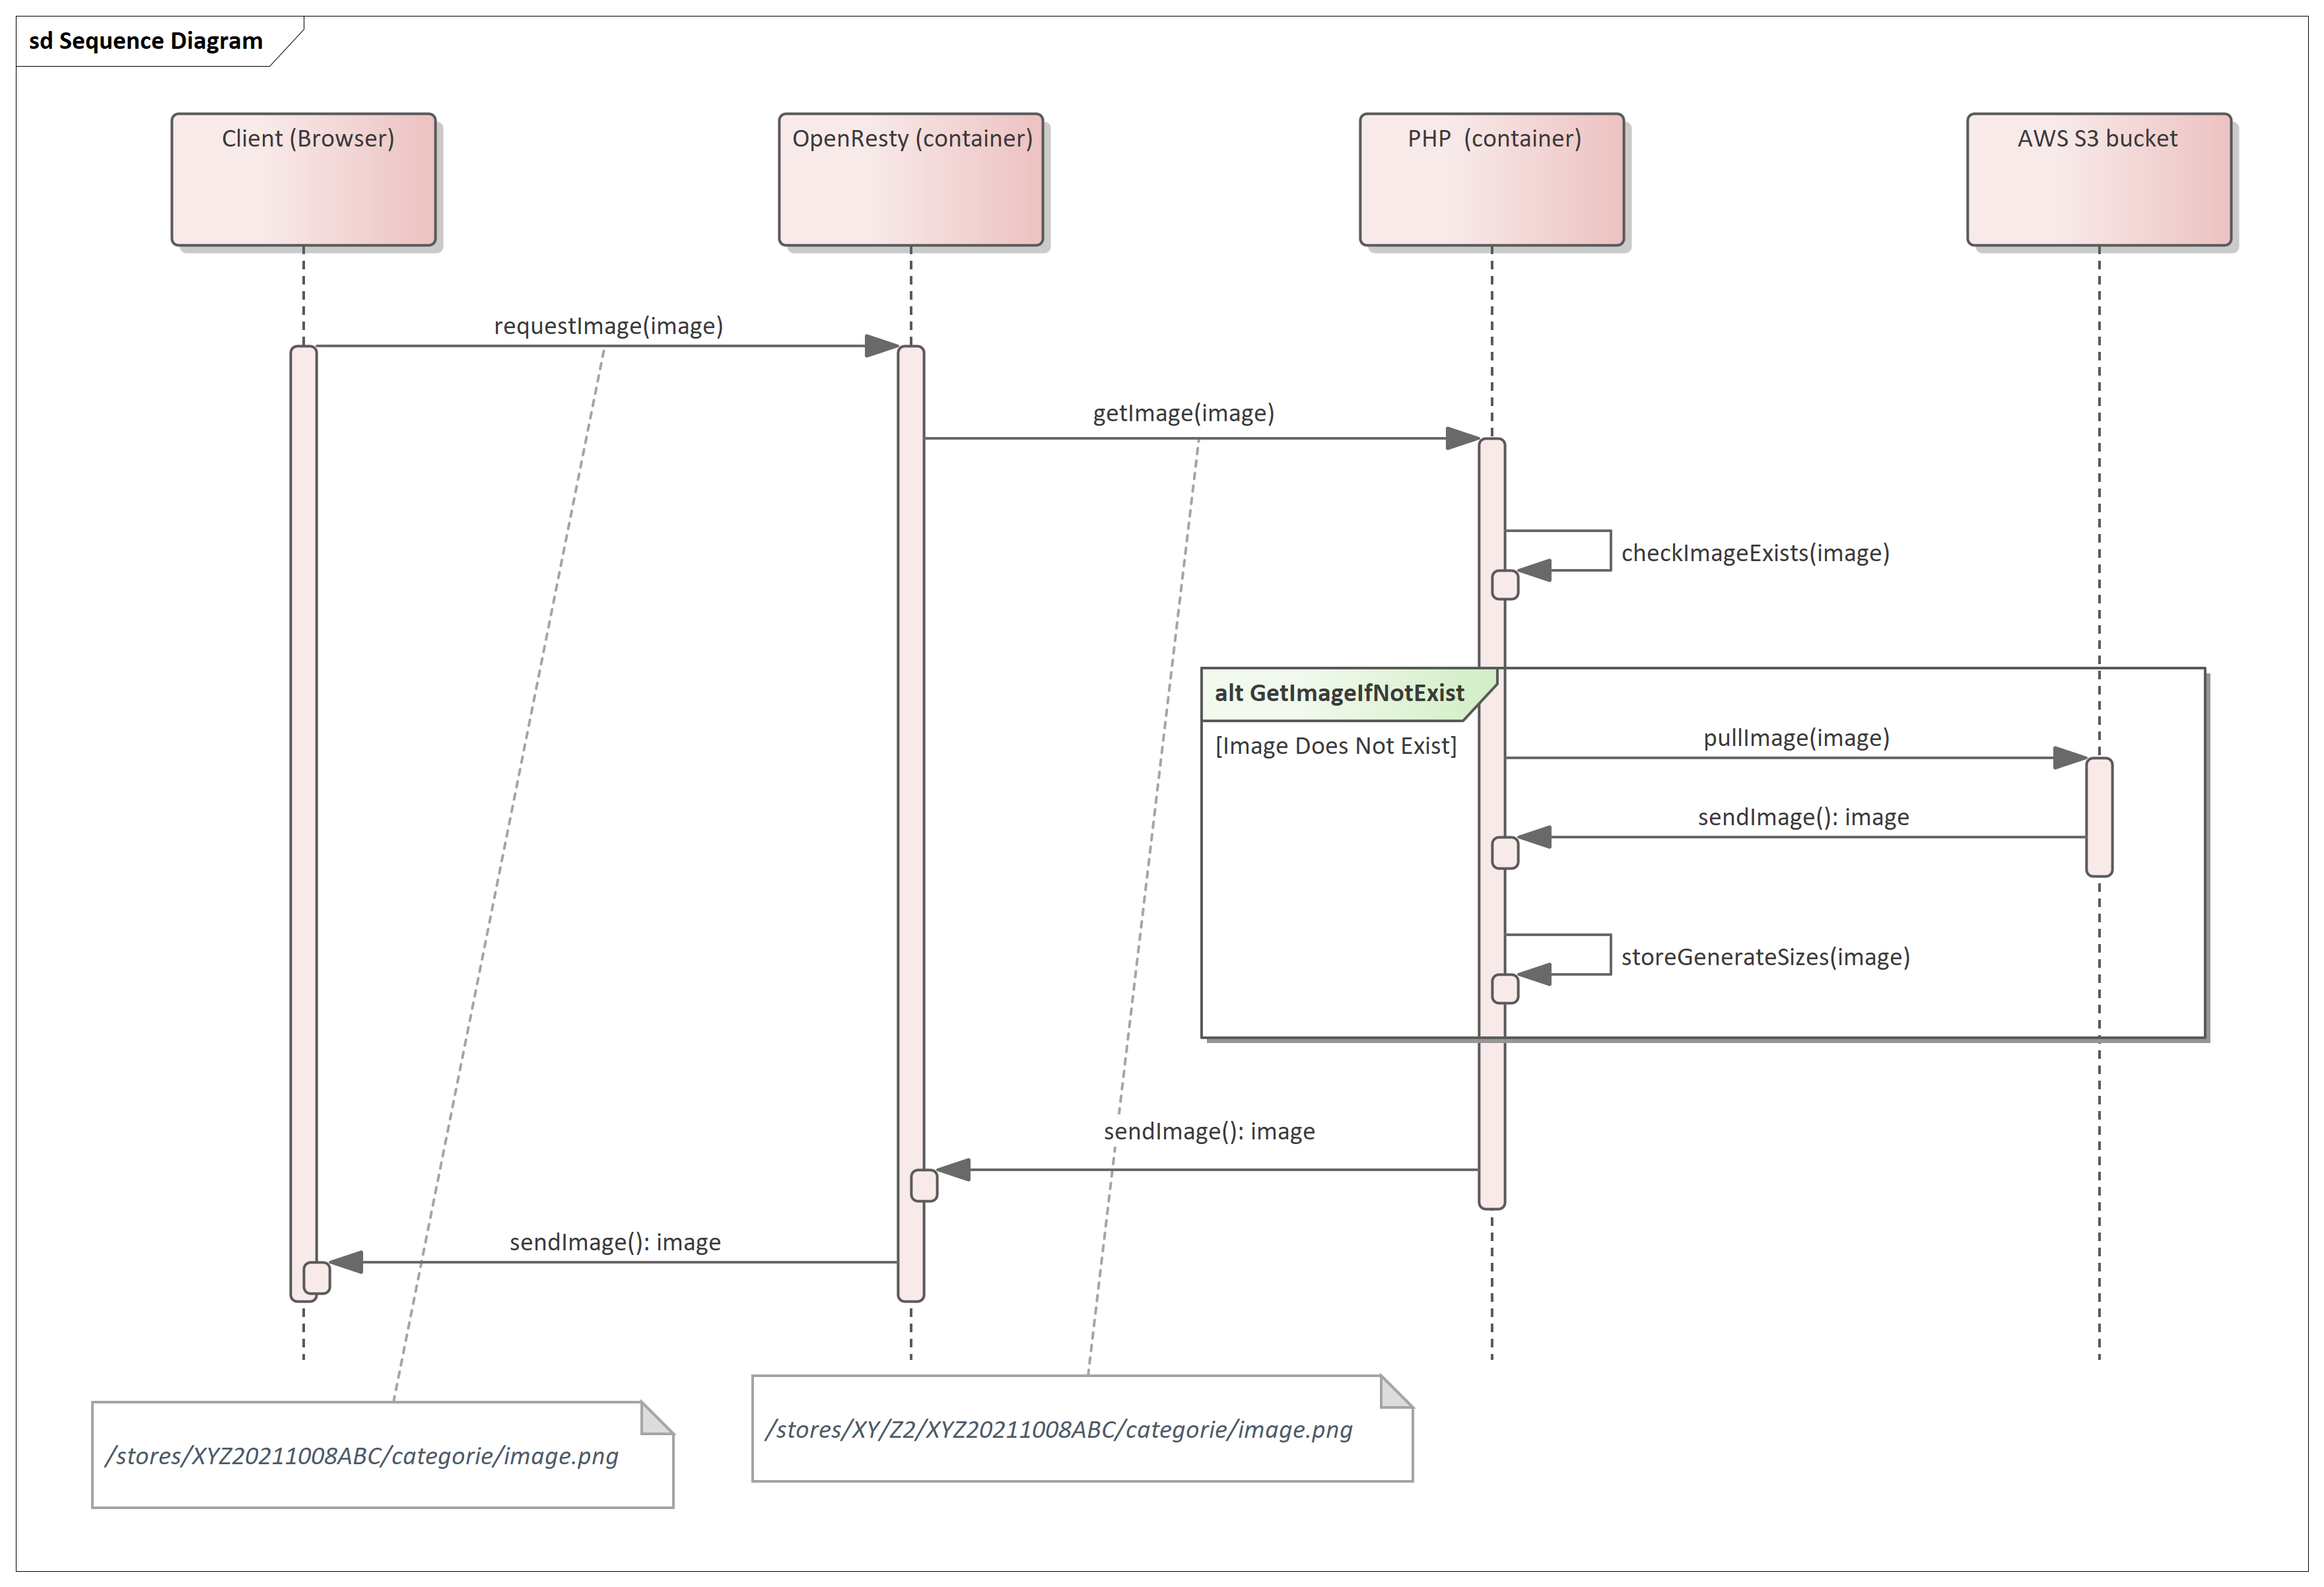 sd Sequence Diagram
Client (Browser)
OpenResty (container)
PHP (container)
AWS S3 bucket
requestImage(image)
getImage(image)
checkImageExists(image)
alt GetImageIfNotExist
[Image Does Not Exist]
pullImage(image)
sendImage(): image
storeGenerateSizes(image)
sendImage(): image
sendImage(): image
/stores/XYZ20211008ABC/categorie/image.png
/stores/XY/Z2/XYZ20211008ABC/categorie/image.png